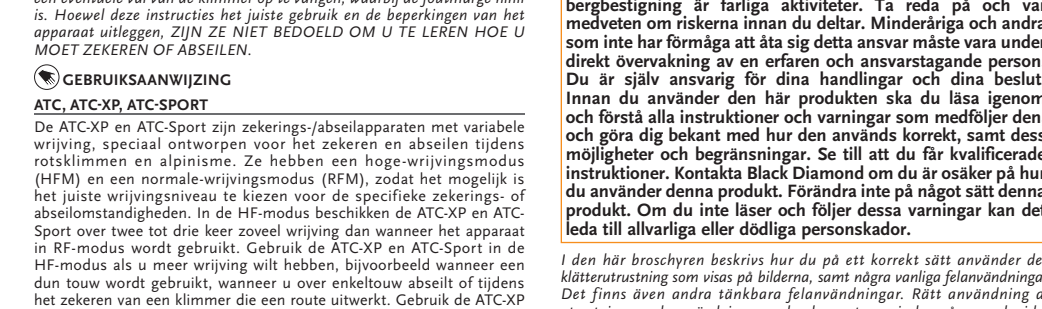 is. Hoewel deze instructies het juiste gebruik en de beperkingen van het
apparaat uitleggen, ZIJN ZE NIET BEDOELD OM U TE LEREN HOE U
MOET ZEKEREN OF ABSEILEN.
GEBRUIKSAANWIJZING
ATC, ATC-XP, ATC-SPORT
De ATC-XP en ATC-Sport zijn zekerings-/abseilapparaten met variabele
wrijving, speciaal ontworpen voor het zekeren en abseilen tijdens
rotsklimmen en alpinisme. Ze hebben een hoge-wrijvingsmodus
(HFM) en een normale-wrijvingsmodus (RFM), zodat het mogelijk is
het juiste wrijvingsniveau te kiezen voor de specifieke zekerings- of
abseilomstandigheden. In de HF-modus beschikken de ATC-XP en ATC-
Sport over twee tot drie keer zoveel wrijving dan wanneer het apparaat
in RF-modus wordt gebruikt. Gebruik de ATC-XP en ATC-Sport in de
HF-modus als u meer wrijving wilt hebben, bijvoorbeeld wanneer een
dun touw wordt gebruikt, wanneer u over enkeltouw abseilt of tijdens
het zekeren van een klimmer die een route uitwerkt. Gebruik de ATC-XP
bergbestigning är farliga aktiviteter. Ta reda på och var
medveten om riskerna innan du deltar. Minderåriga och andra
som inte har förmåga att åta sig detta ansvar måste vara under
direkt övervakning av en erfaren och ansvarstagande person.
Du är själv ansvarig för dina handlingar och dina beslut.
Innan du använder den här produkten ska du läsa igenom
och förstå alla instruktioner och varningar som medföljer den,
och göra dig bekant med hur den används korrekt, samt dess
möjligheter och begränsningar. Se till att du får kvalificerade
instruktioner. Kontakta Black Diamond om du är osäker på hur
du använder denna produkt. Förändra inte på något sätt denna
produkt. Om du inte läser och följer dessa varningar kan det
leda till allvarliga eller dödliga personskador.
I den här broschyren beskrivs hur du på ett korrekt sätt använder de
klätterutrustning som visas på bilderna, samt några vanliga felanvändninga
Det finns även andra tänkbara felanvändningar. Rätt användning a